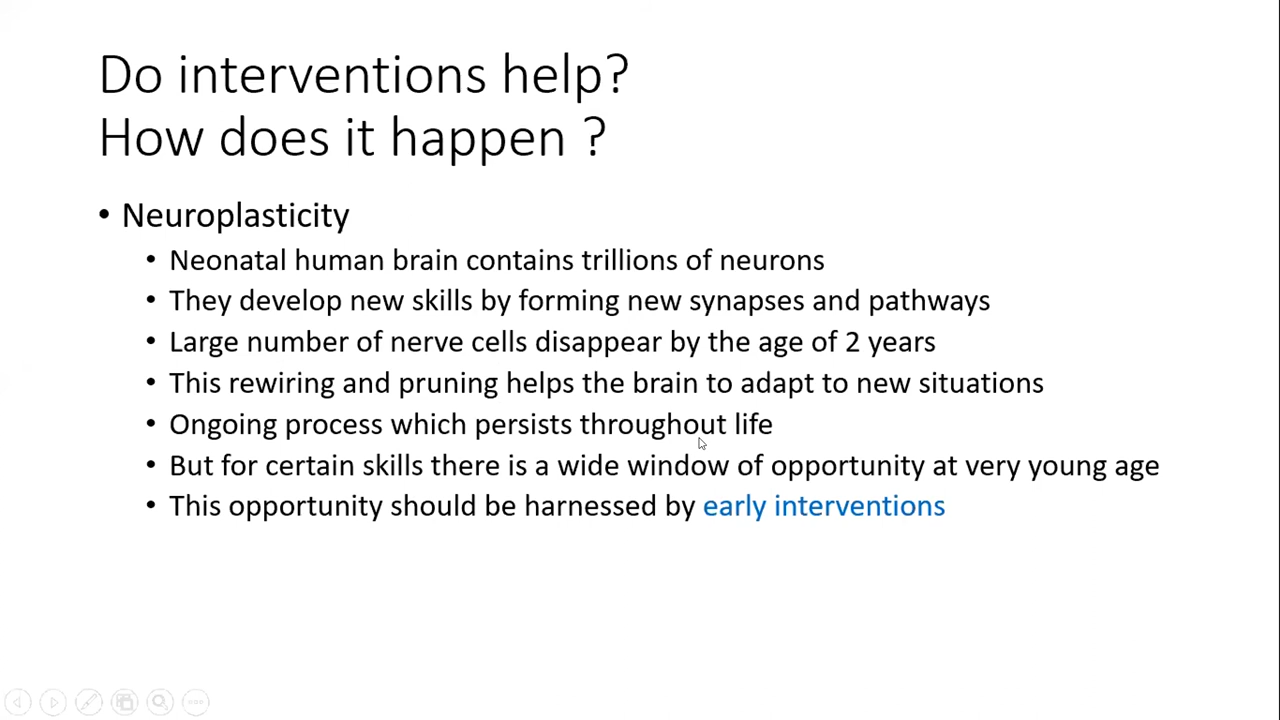 Do interventions help?
How does it happen ?
• Neuroplasticity
• Neonatal human brain contains trillions of neurons
• They develop new skills by forming new synapses and pathways
• Large number of nerve cells disappear by the age of 2 years
• This rewiring and pruning helps the brain to adapt to new situations
• Ongoing process which persists throughout life
• But for certain skills there is a wide window of opportunity at very young age
• This opportunity should be harnessed by early interventions